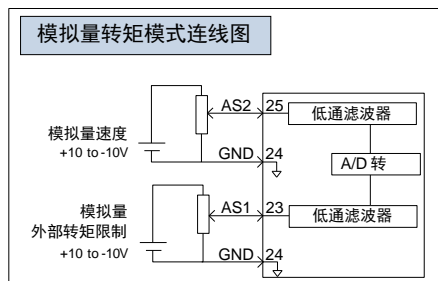 模拟量转矩模式连线图
AS2 25
低通滤波器
模拟量速度
+10 to -10V
GND 24
A/D 转
模拟量
外部转矩限制
+10 to -10V
AS1 23
低通滤波器
GND 24